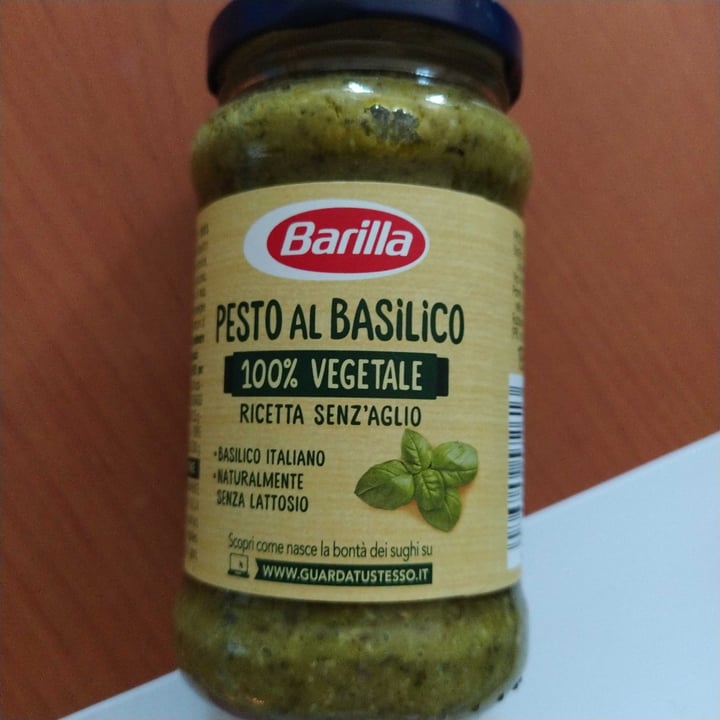 Barilla
PESTO AL BASILICO
100% VEGETALE
RICETTA SENZ'AGLIO
• BASILICO ITALIANO
• NATURALMENTE
SENZA LATTOSIO
Scopri come nasce la bontà dei sughi su
WWW.GUARDATUSTESSO.IT